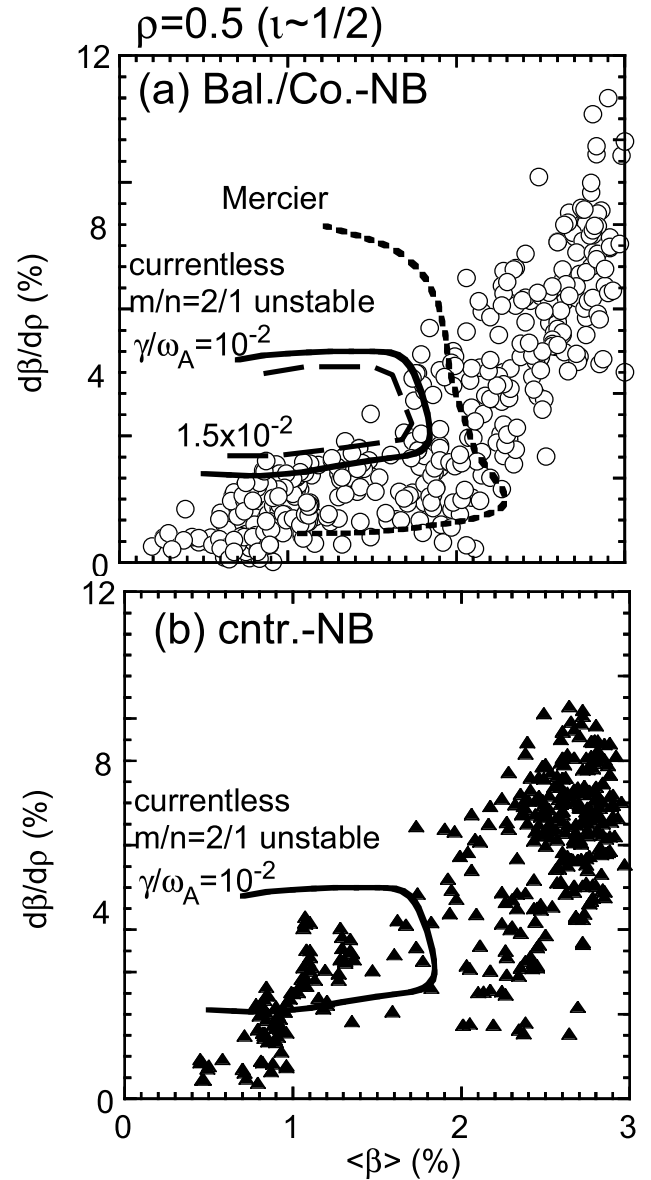 ρ=0.5 (ι~1/2)
12
(a) Bal./Co.-NB
Mercier
8
currentless
m/n=2/1 unstable
γ/ω_A=10⁻²
dβ/dρ (%)
4
1.5x10⁻²
0
12
(b) cntr.-NB
8
currentless
m/n=2/1 unstable
γ/ω_A=10⁻²
dβ/dρ (%)
4
0
0 1 2 3
<β> (%)